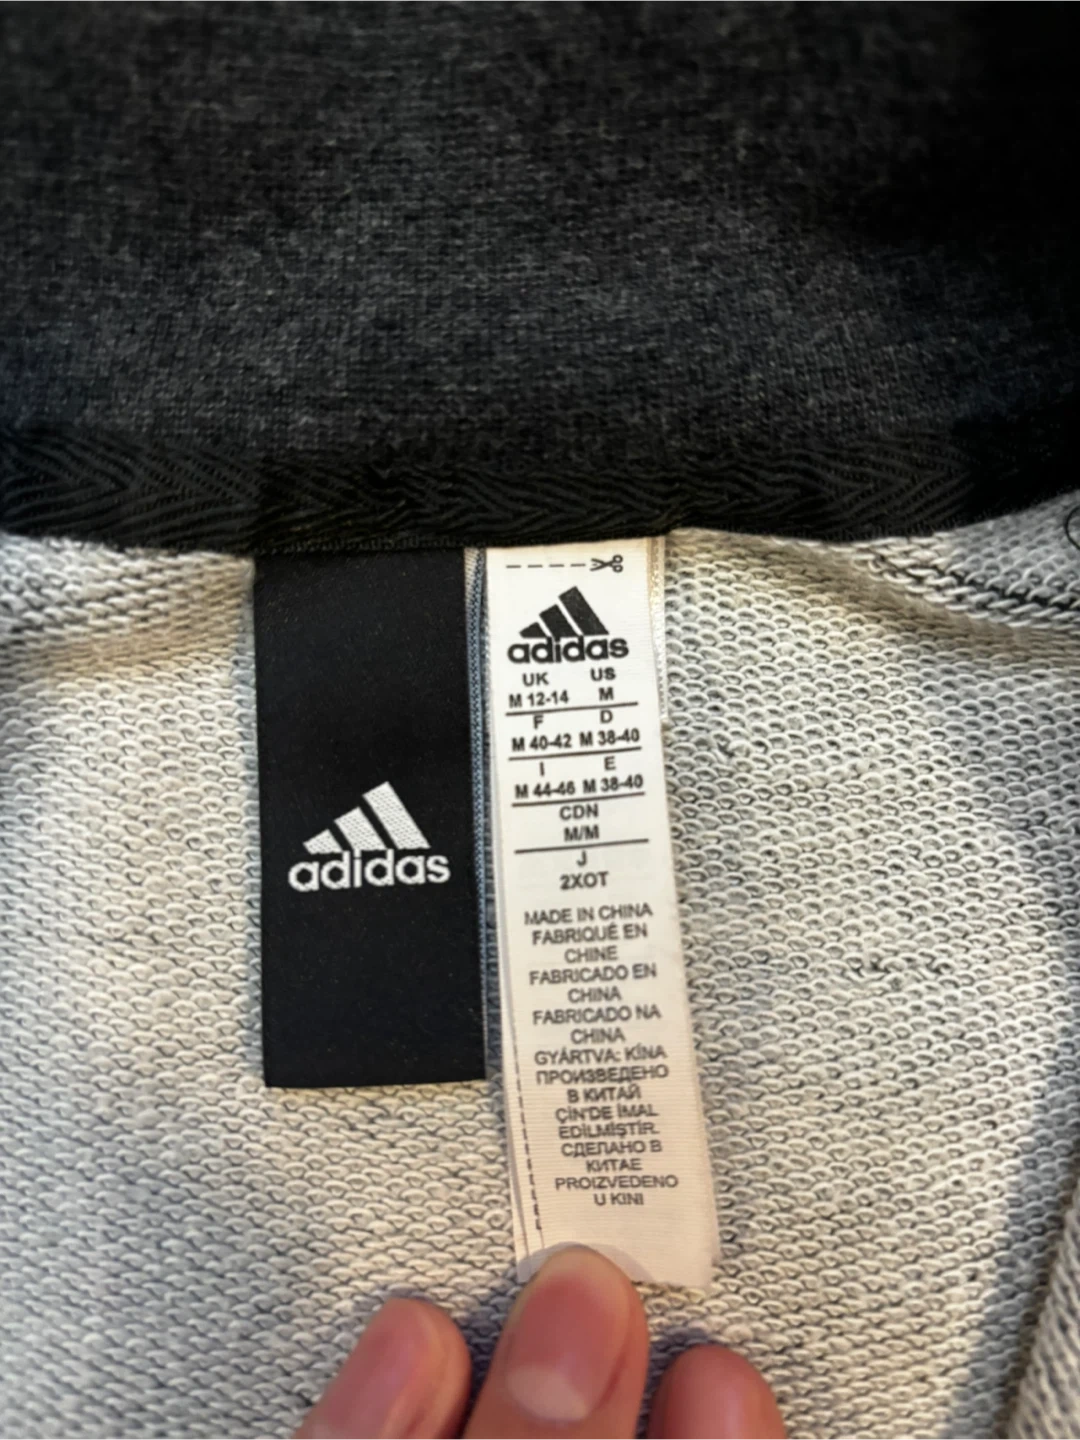 adidas
adidas
UK US
M 12-14 M
F D
M 40-42 M 38-40
I E
M 44-46 M 38-40
CDN
M/M
J
2XOT
MADE IN CHINA
FABRIQUÉ EN
CHINE
FABRICADO EN
CHINA
FABRICADO NA
CHINA
GYÁRTVA: KÍNA
ПРОИЗВЕДЕНО
В КИТАЙ
ÇİN'DE İMAL
EDİLMİŞTİR.
СДЕЛАНО В
КИТАЕ
PROIZVEDENO
U KINI